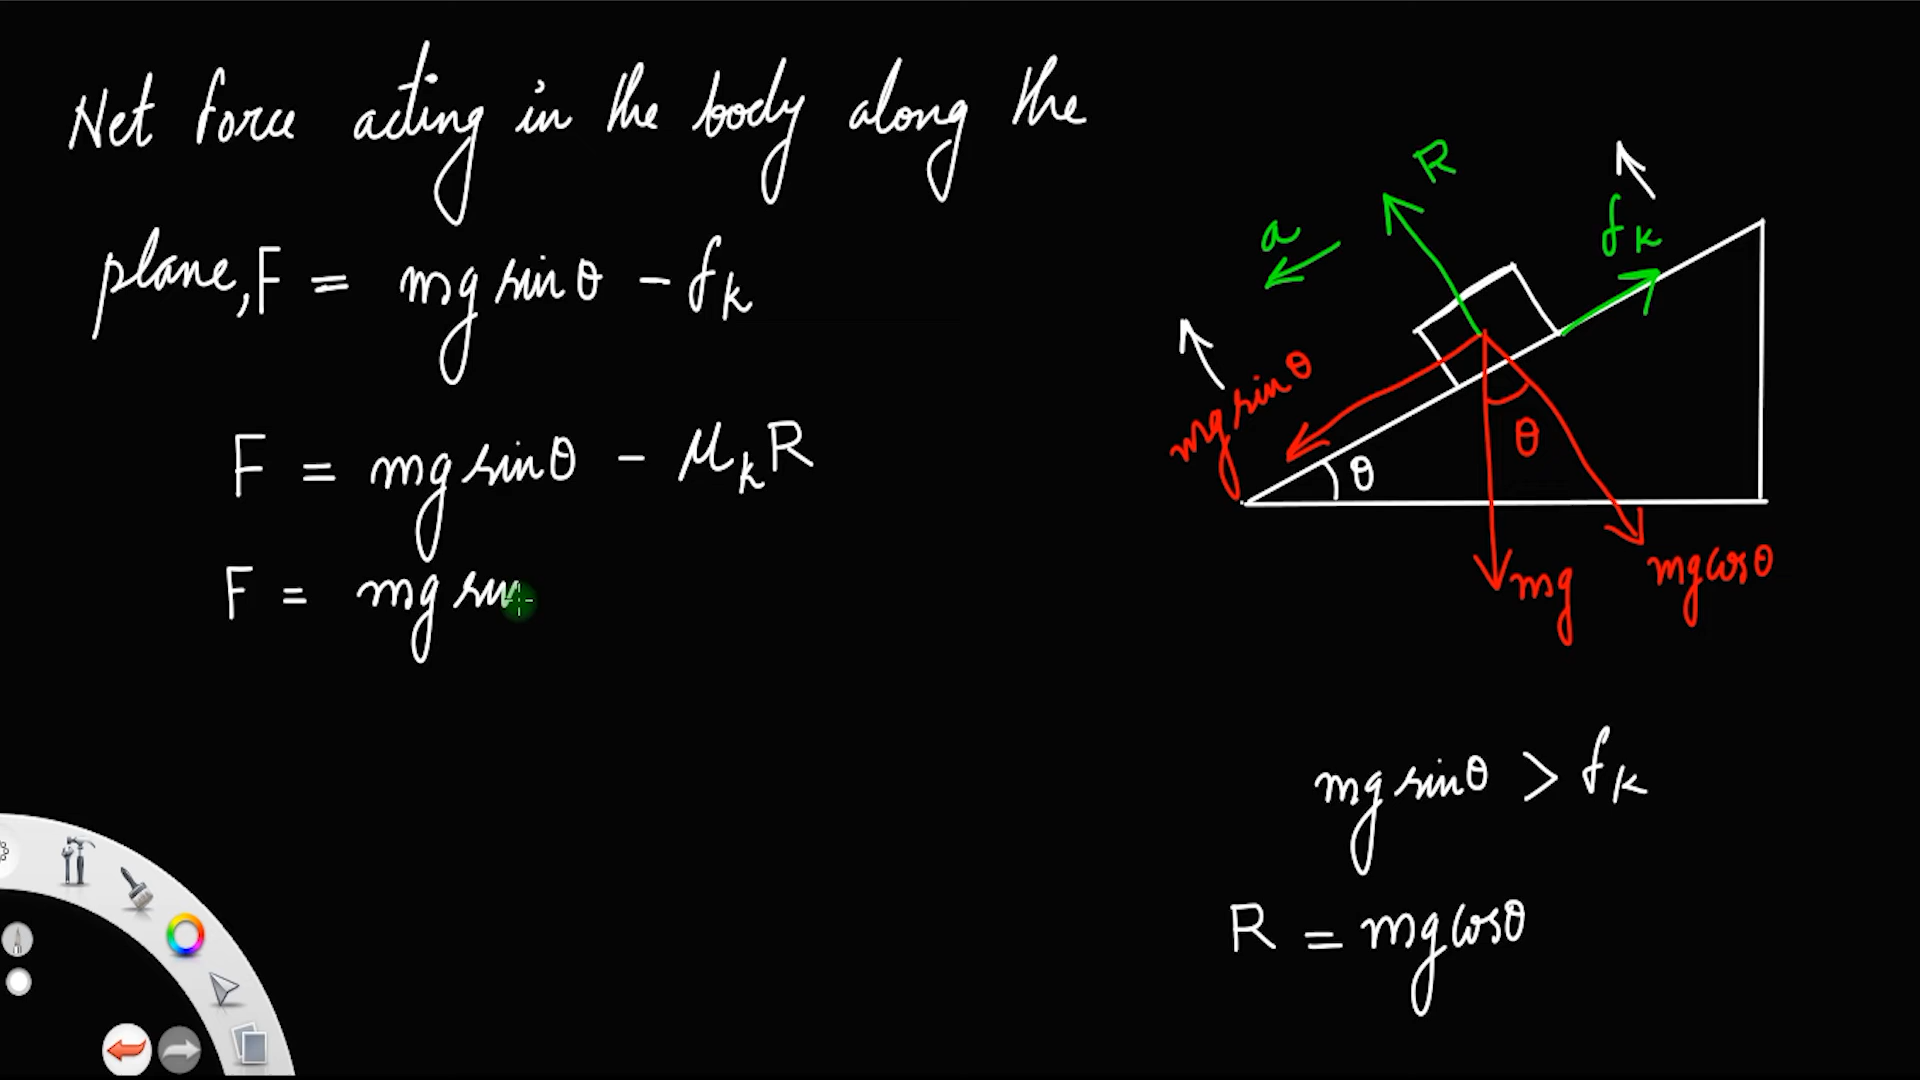 Net force acting in the body along the
plane, F = mg sinθ - fₖ
F = mg sinθ - μₖR
F = mg sin
R
a
fₖ
mg sinθ
θ
θ
mg
mg cosθ
mg sinθ > fₖ
R = mg cosθ